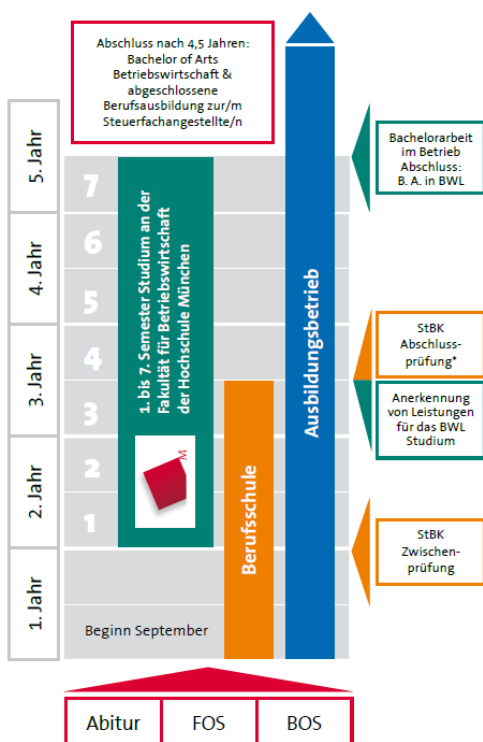 Abschluss nach 4,5 Jahren:
Bachelor of Arts
Betriebswirtschaft &
abgeschlossene
Berufsausbildung zur/m
Steuerfachangestellte/n
5. Jahr
4. Jahr
3. Jahr
2. Jahr
1. Jahr
7
6
5
4
3
2
1
Beginn September
1. bis 7. Semester Studium an der
Fakultät für Betriebswirtschaft
der Hochschule München
M
Berufsschule
Ausbildungsbetrieb
Bachelorarbeit
im Betrieb
Abschluss:
B. A. in BWL
StBK
Abschluss-
prüfung*
Anerkennung
von Leistungen
für das BWL
Studium
StBK
Zwischen-
prüfung
Abitur
FOS
BOS